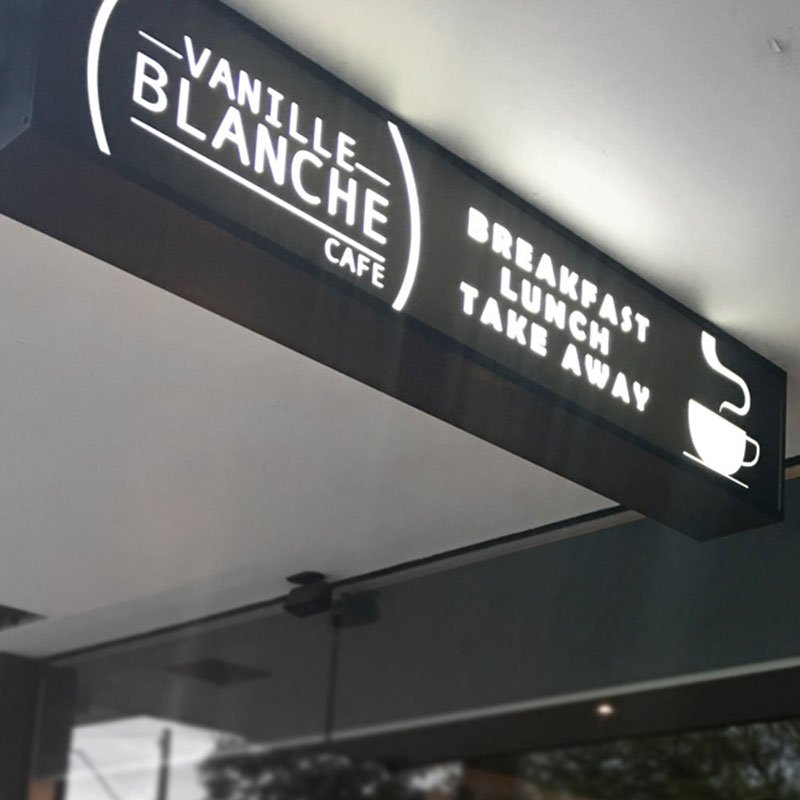 VANILLE
BLANCHE
CAFE
BREAKFAST
LUNCH
TAKE AWAY